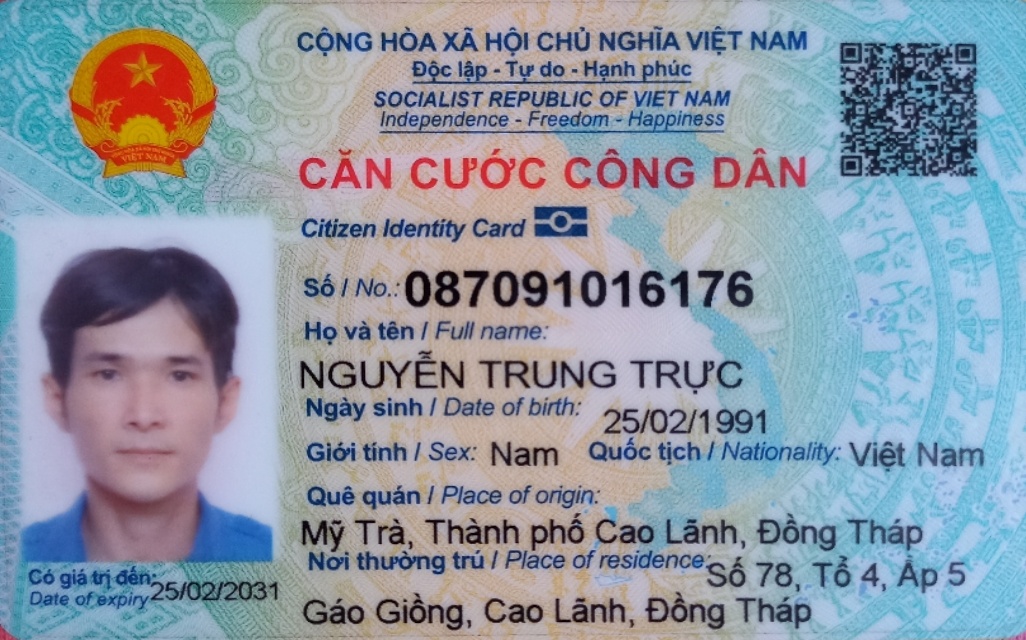 CỘNG HÒA XÃ HỘI CHỦ NGHĨA VIỆT NAM
Độc lập - Tự do - Hạnh phúc
SOCIALIST REPUBLIC OF VIET NAM
Independence - Freedom - Happiness
CĂN CƯỚC CÔNG DÂN
Citizen Identity Card
Số / No.: 087091016176
Họ và tên / Full name:
NGUYỄN TRUNG TRỰC
Ngày sinh / Date of birth: 25/02/1991
Giới tính / Sex: Nam Quốc tịch / Nationality: Việt Nam
Quê quán / Place of origin:
Mỹ Trà, Thành phố Cao Lãnh, Đồng Tháp
Nơi thường trú / Place of residence: Số 78, Tổ 4, Ấp 5
Gáo Giồng, Cao Lãnh, Đồng Tháp
Có giá trị đến: 25/02/2031
Date of expiry
VIỆT NAM